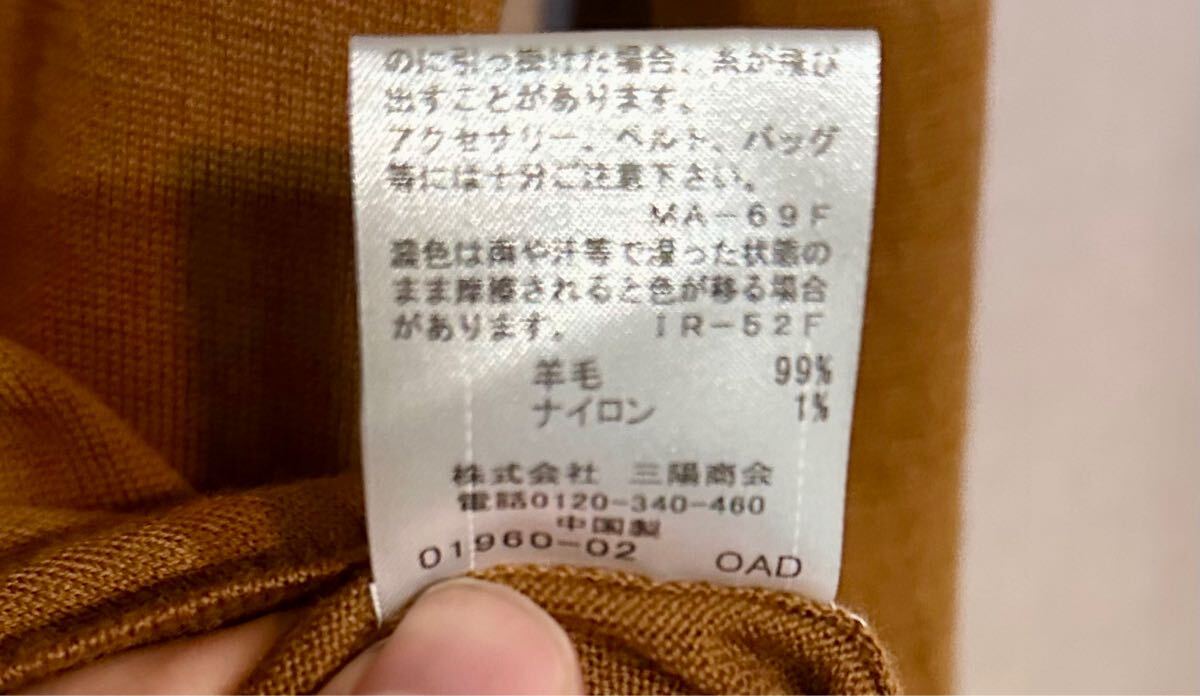 のに引っ掛けた場合、糸が飛び
出すことがあります。
アクセサリー、ベルト、バッグ
等には十分ご注意下さい。
MA-69F
濃色は雨や汗等で湿った状態の
まま摩擦されると色が移る場合
があります。 IR-52F
羊毛 99%
ナイロン 1%
株式会社 三陽商会
電話0120-340-460
中国製
01960-02 OAD